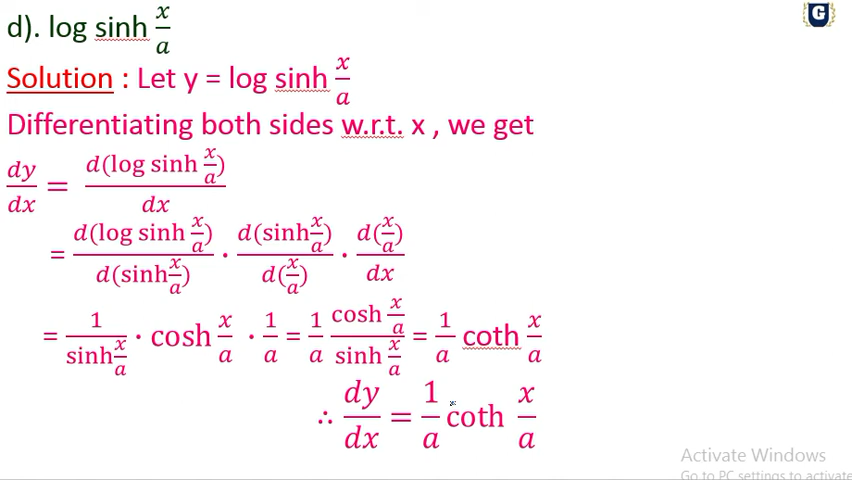 d). log sinh x/a
G
Solution : Let y = log sinh x/a
Differentiating both sides w.r.t. x , we get
dy/dx = d(log sinh x/a)/dx
= d(log sinh x/a)/d(sinh x/a) · d(sinh x/a)/d(x/a) · d(x/a)/dx
= 1/sinh x/a · cosh x/a · 1/a = 1/a cosh x/a / sinh x/a = 1/a coth x/a
∴ dy/dx = 1/a coth x/a
Activate Windows
Go to PC settings to activate